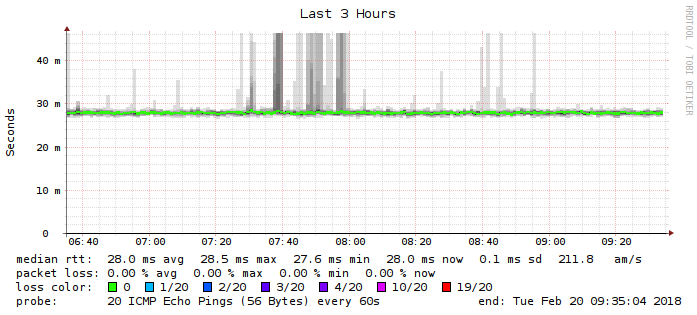 Last 3 Hours
RRDTOOL / TOBI OETIKER
Seconds
40 m
30 m
20 m
10 m
0
06:40 07:00 07:20 07:40 08:00 08:20 08:40 09:00 09:20
median rtt: 28.0 ms avg 28.5 ms max 27.6 ms min 28.0 ms now 0.1 ms sd 211.8 am/s
packet loss: 0.00 % avg 0.00 % max 0.00 % min 0.00 % now
loss color: 0 1/20 2/20 3/20 4/20 10/20 19/20
probe: 20 ICMP Echo Pings (56 Bytes) every 60s end: Tue Feb 20 09:35:04 2018